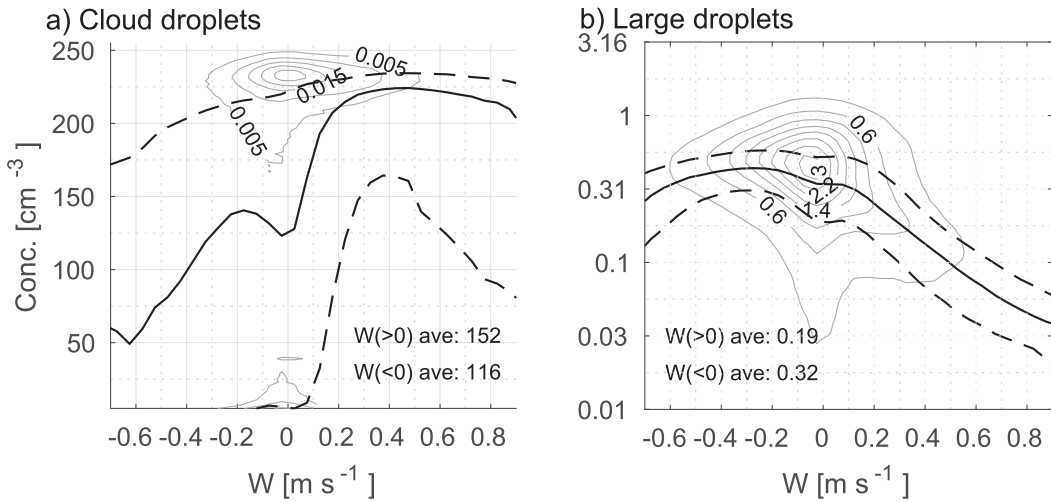 a) Cloud droplets
250
200
150
100
50
Conc. [cm -3]
0.005
0.015
0.005
W(>0) ave: 152
W(<0) ave: 116
-0.6 -0.4 -0.2 0 0.2 0.4 0.6 0.8
W [m s -1]
b) Large droplets
3.16
1
0.31
0.1
0.03
0.01
0.6
3
2.2
1.4
0.6
W(>0) ave: 0.19
W(<0) ave: 0.32
-0.6 -0.4 -0.2 0 0.2 0.4 0.6 0.8
W [m s -1]